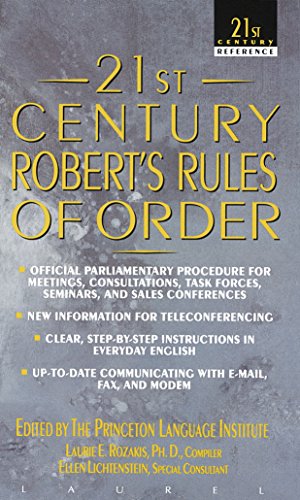 21ST
CENTURY
REFERENCE
21ST
CENTURY
ROBERT'S RULES
OF ORDER
OFFICIAL PARLIAMENTARY PROCEDURE FOR
MEETINGS, CONSULTATIONS, TASK FORCES,
SEMINARS, AND SALES CONFERENCES
NEW INFORMATION FOR TELECONFERENCING
CLEAR, STEP-BY-STEP INSTRUCTIONS IN
EVERYDAY ENGLISH
UP-TO-DATE COMMUNICATING WITH E-MAIL,
FAX, AND MODEM
EDITED BY THE PRINCETON LANGUAGE INSTITUTE
LAURIE E. ROZAKIS, PH.D., COMPILER
ELLEN LICHTENSTEIN, SPECIAL CONSULTANT
LAUREL